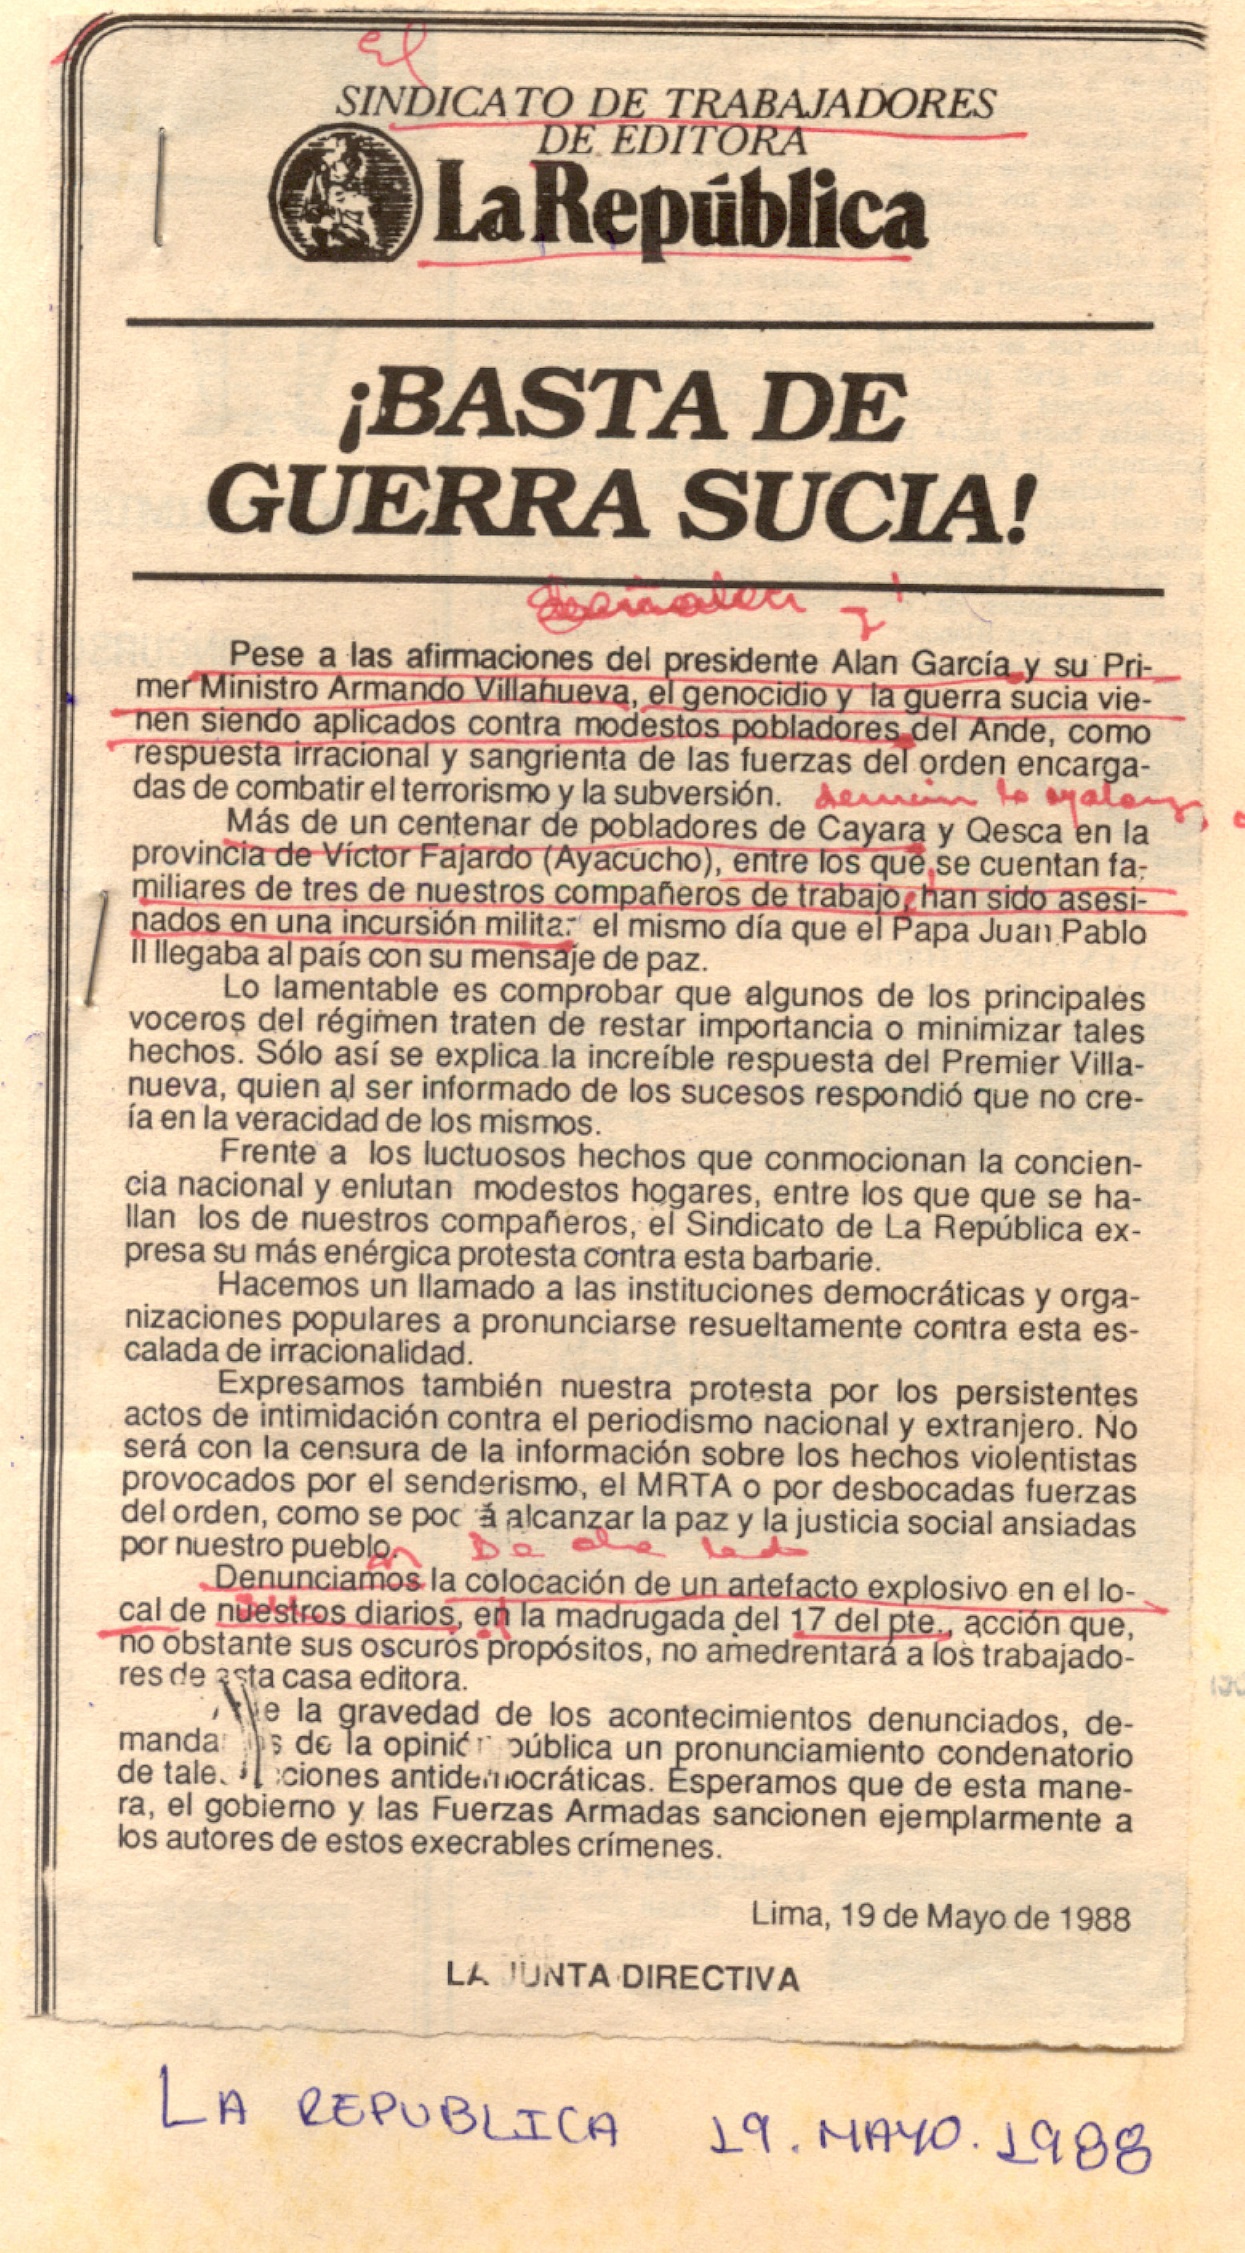 El
SINDICATO DE TRABAJADORES
DE EDITORA
La República
¡BASTA DE
GUERRA SUCIA!
Pese a las afirmaciones del presidente Alan García y su Pri-
mer Ministro Armando Villanueva, el genocidio y la guerra sucia vie-
nen siendo aplicados contra modestos pobladores del Ande, como
respuesta irracional y sangrienta de las fuerzas del orden encarga-
das de combatir el terrorismo y la subversión.
Más de un centenar de pobladores de Cayara y Qesca en la
provincia de Víctor Fajardo (Ayacucho), entre los que se cuentan fa-
miliares de tres de nuestros compañeros de trabajo, han sido asesi-
nados en una incursión militar el mismo día que el Papa Juan Pablo
II llegaba al país con su mensaje de paz.
Lo lamentable es comprobar que algunos de los principales
voceros del régimen traten de restar importancia o minimizar tales
hechos. Sólo así se explica la increíble respuesta del Premier Villa-
nueva, quien al ser informado de los sucesos respondió que no cre-
ía en la veracidad de los mismos.
Frente a los luctuosos hechos que conmocionan la concien-
cia nacional y enlutan modestos hogares, entre los que que se ha-
llan los de nuestros compañeros, el Sindicato de La República ex-
presa su más enérgica protesta contra esta barbarie.
Hacemos un llamado a las instituciones democráticas y orga-
nizaciones populares a pronunciarse resueltamente contra esta es-
calada de irracionalidad.
Expresamos también nuestra protesta por los persistentes
actos de intimidación contra el periodismo nacional y extranjero. No
será con la censura de la información sobre los hechos violentistas
provocados por el senderismo, el MRTA o por desbocadas fuerzas
del orden, como se podrá alcanzar la paz y la justicia social ansiadas
por nuestro pueblo.
De otro lado
Denunciamos la colocación de un artefacto explosivo en el lo-
cal de nuestros diarios, en la madrugada del 17 del pte., acción que,
no obstante sus oscuros propósitos, no amedrentará a los trabajado-
res de esta casa editora.
la gravedad de los acontecimientos denunciados, de-
mandamos de la opinión pública un pronunciamiento condenatorio
de tales acciones antidemocráticas. Esperamos que de esta mane-
ra, el gobierno y las Fuerzas Armadas sancionen ejemplarmente a
los autores de estos execrables crímenes.
Lima, 19 de Mayo de 1988
LA JUNTA DIRECTIVA
LA REPUBLICA 19. MAYO. 1988